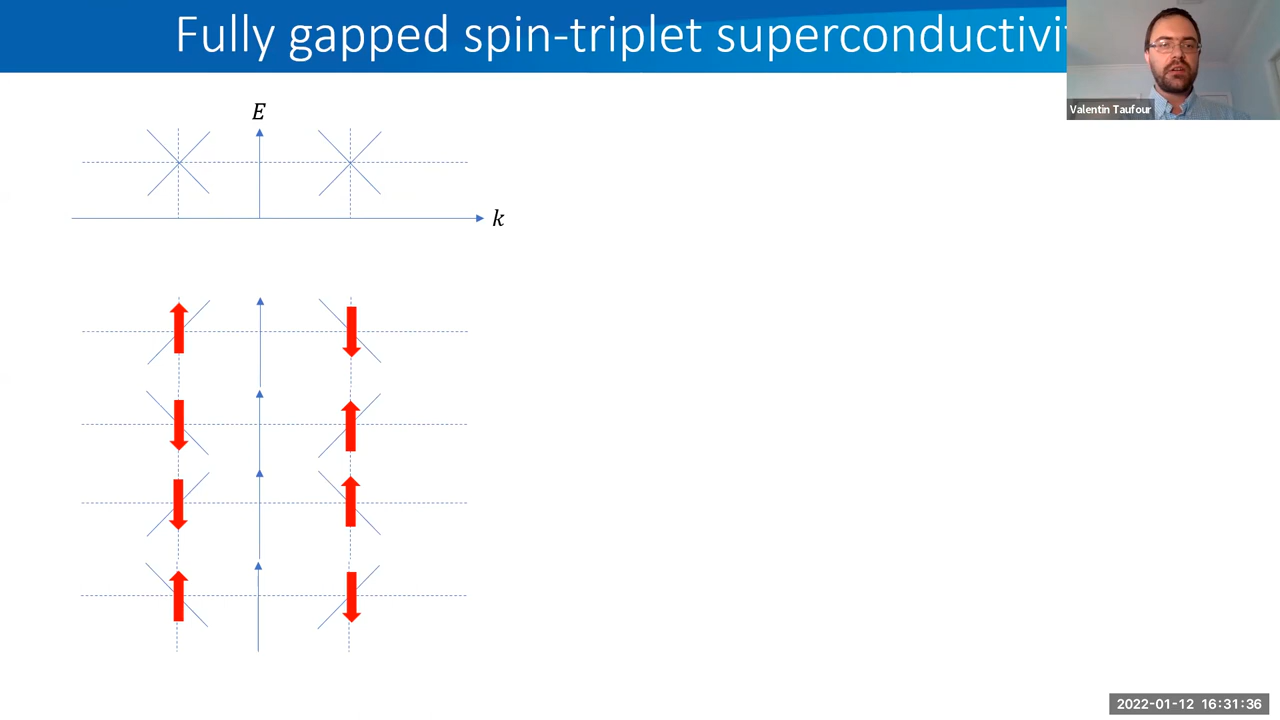 Fully gapped spin-triplet superconductivi
Valentin Taufour
E
k
2022-01-12 16:31:36